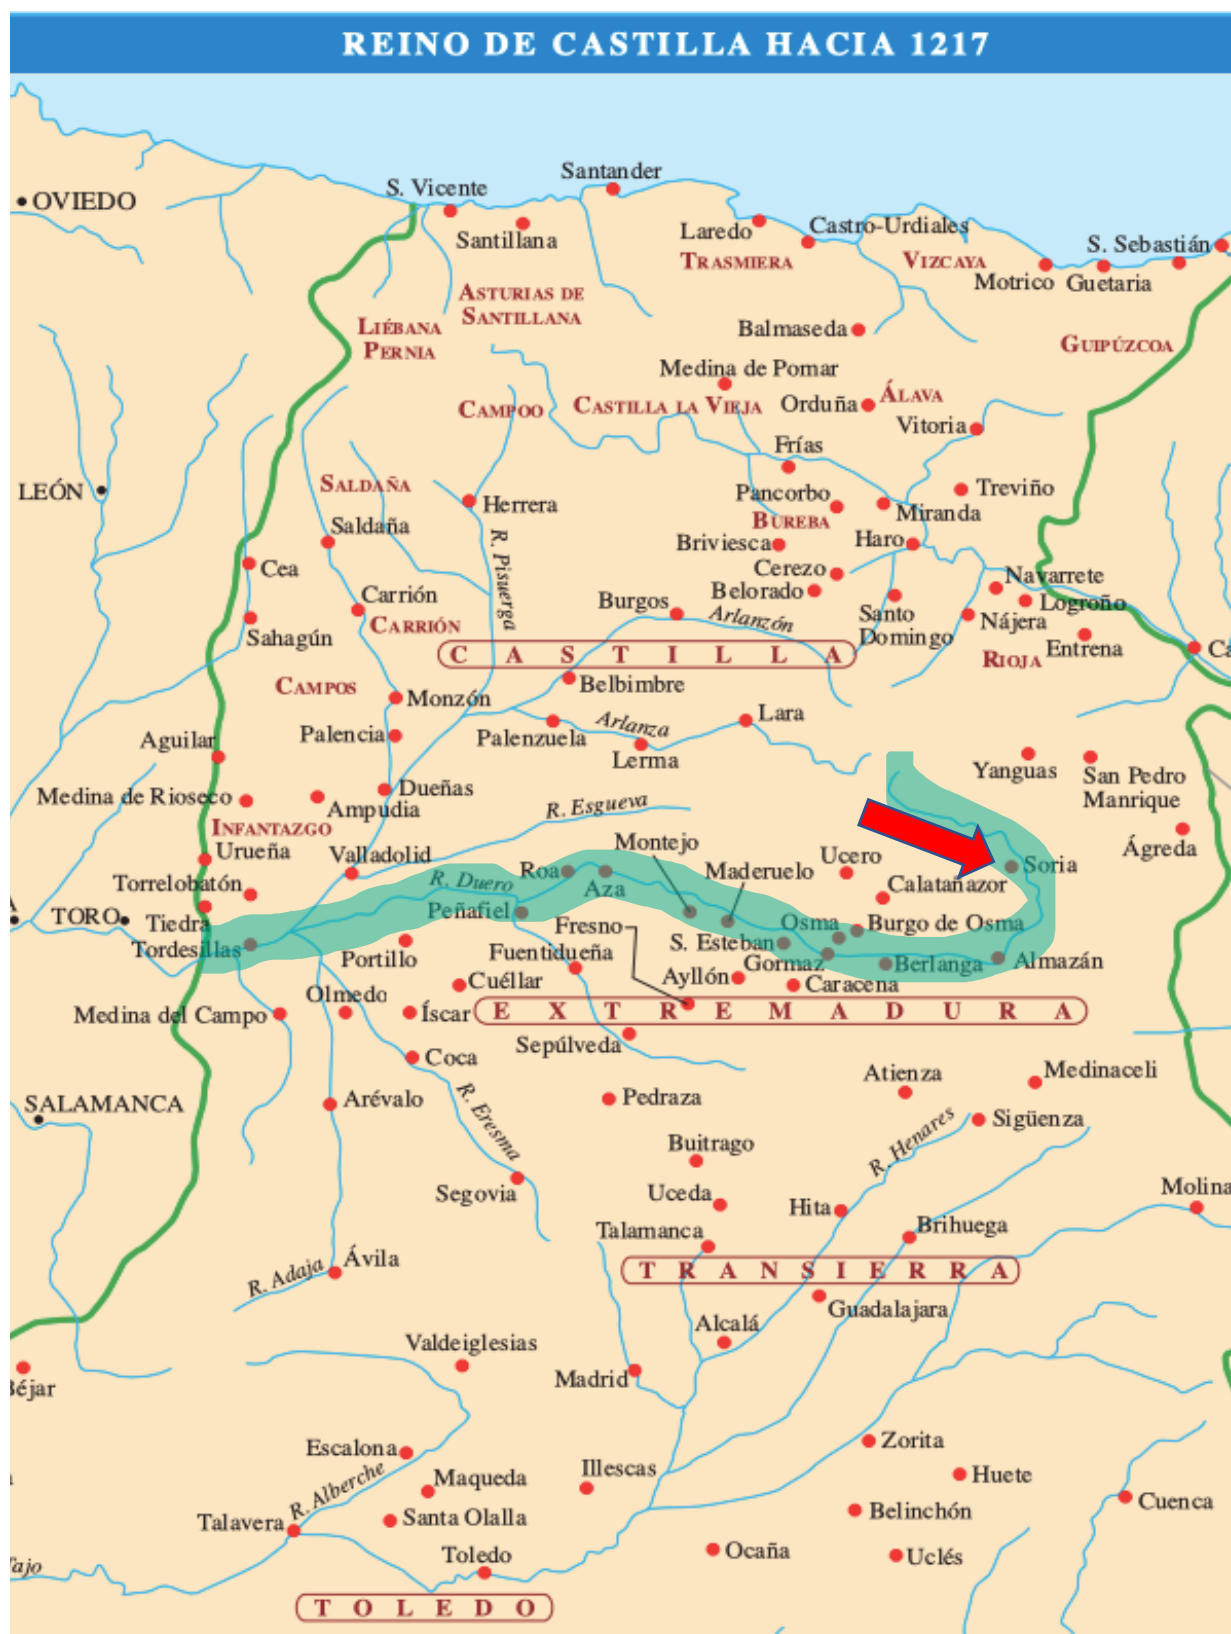 REINO DE CASTILLA HACIA 1217
Santander
S. Vicente
OVIEDO
Santillana
Laredo
Castro-Urdiales
TRASMIERA
VIZCAYA
S. Sebastián
Motrico
Guetaria
ASTURIAS DE
SANTILLANA
LIÉBANA
PERNIA
Balmaseda
GUIPÚZCOA
Medina de Pomar
CAMPOO
CASTILLA LA VIEJA
Orduña
ÁLAVA
Vitoria
Frías
LEÓN
SALDAÑA
Herrera
Pancorbo
Treviño
Miranda
BUREBA
Saldaña
R. Pisuerga
Briviesca
Haro
Cea
Cerezo
Navarrete
Carrión
Burgos
Belorado
Logroño
Arlanzón
Santo
Domingo
Nájera
Sahagún
CARRIÓN
Entrena
CASTILLA
RIOJA
Cá
CAMPOS
Monzón
Belbimbre
Lara
Aguilar
Palencia
Palenzuela
Arlanza
Lerma
Yanguas
San Pedro
Manrique
Medina de Rioseco
Dueñas
Ampudia
R. Esgueva
INFANTAZGO
Urueña
Valladolid
Montejo
Ucero
Soria
Ágreda
Torrelobatón
R. Duero
Roa
Aza
Maderuelo
Calatañazor
TORO
Tiedra
Peñafiel
Fresno
Osma
Burgo de Osma
Tordesillas
Portillo
Fuentidueña
S. Esteban
Gormaz
Berlanga
Almazán
Cuéllar
Ayllón
Caracena
Olmedo
Medina del Campo
Íscar
EXTREMADURA
Coca
Sepúlveda
Atienza
Medinaceli
SALAMANCA
Arévalo
R. Eresma
Pedraza
Sigüenza
R. Henares
Buitrago
Segovia
Uceda
Hita
Molina
Talamanca
Brihuega
R. Adaja
Ávila
TRANSIERRA
Guadalajara
Alcalá
Valdeiglesias
Béjar
Madrid
Escalona
Zorita
R. Alberche
Maqueda
Illescas
Huete
Cuenca
Talavera
Santa Olalla
Belinchón
Tajo
Toledo
Ocaña
Uclés
TOLEDO